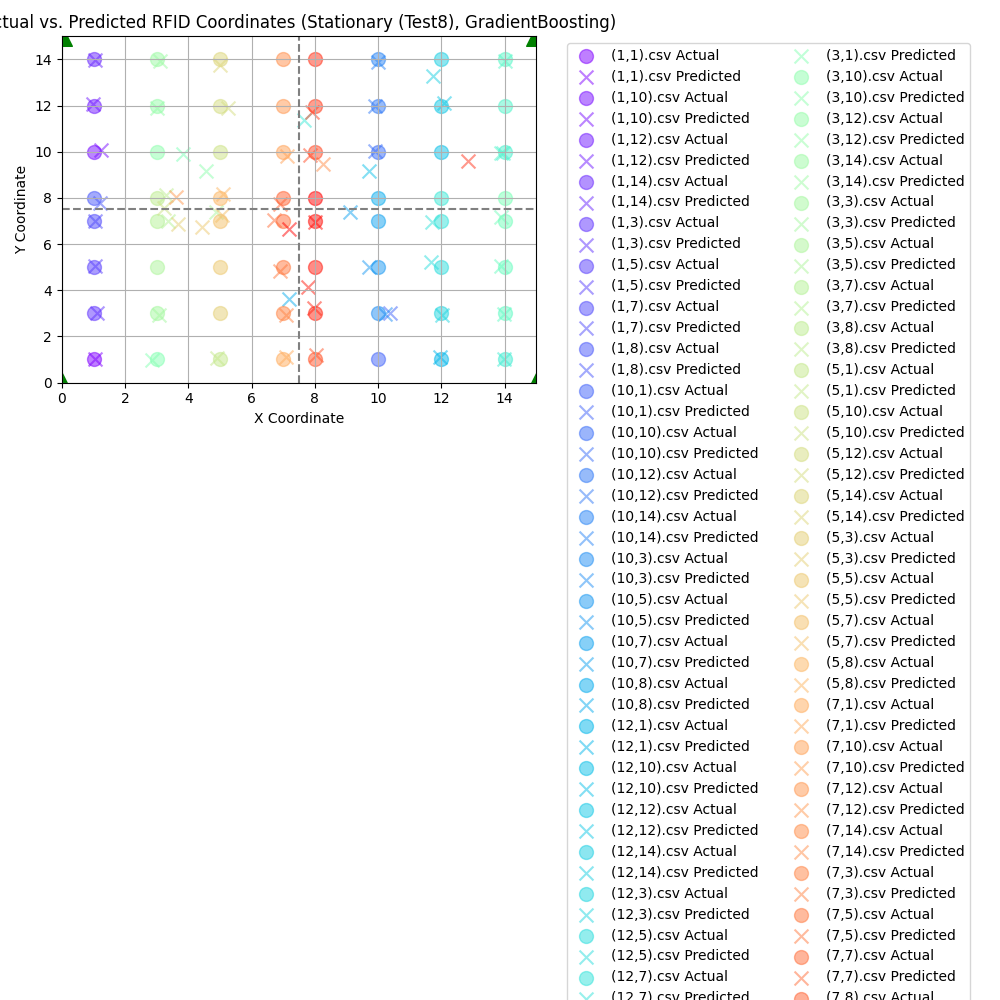 ctual vs. Predicted RFID Coordinates (Stationary (Test8), GradientBoosting)
14
12
10
8
6
4
2
0
Y Coordinate
0 2 4 6 8 10 12 14
X Coordinate
(1,1).csv Actual
(1,1).csv Predicted
(1,10).csv Actual
(1,10).csv Predicted
(1,12).csv Actual
(1,12).csv Predicted
(1,14).csv Actual
(1,14).csv Predicted
(1,3).csv Actual
(1,3).csv Predicted
(1,5).csv Actual
(1,5).csv Predicted
(1,7).csv Actual
(1,7).csv Predicted
(1,8).csv Actual
(1,8).csv Predicted
(10,1).csv Actual
(10,1).csv Predicted
(10,10).csv Actual
(10,10).csv Predicted
(10,12).csv Actual
(10,12).csv Predicted
(10,14).csv Actual
(10,14).csv Predicted
(10,3).csv Actual
(10,3).csv Predicted
(10,5).csv Actual
(10,5).csv Predicted
(10,7).csv Actual
(10,7).csv Predicted
(10,8).csv Actual
(10,8).csv Predicted
(12,1).csv Actual
(12,1).csv Predicted
(12,10).csv Actual
(12,10).csv Predicted
(12,12).csv Actual
(12,12).csv Predicted
(12,14).csv Actual
(12,14).csv Predicted
(12,3).csv Actual
(12,3).csv Predicted
(12,5).csv Actual
(12,5).csv Predicted
(12,7).csv Actual
(12,7).csv Predicted
(3,1).csv Predicted
(3,10).csv Actual
(3,10).csv Predicted
(3,12).csv Actual
(3,12).csv Predicted
(3,14).csv Actual
(3,14).csv Predicted
(3,3).csv Actual
(3,3).csv Predicted
(3,5).csv Actual
(3,5).csv Predicted
(3,7).csv Actual
(3,7).csv Predicted
(3,8).csv Actual
(3,8).csv Predicted
(5,1).csv Actual
(5,1).csv Predicted
(5,10).csv Actual
(5,10).csv Predicted
(5,12).csv Actual
(5,12).csv Predicted
(5,14).csv Actual
(5,14).csv Predicted
(5,3).csv Actual
(5,3).csv Predicted
(5,5).csv Actual
(5,5).csv Predicted
(5,7).csv Actual
(5,7).csv Predicted
(5,8).csv Actual
(5,8).csv Predicted
(7,1).csv Actual
(7,1).csv Predicted
(7,10).csv Actual
(7,10).csv Predicted
(7,12).csv Actual
(7,12).csv Predicted
(7,14).csv Actual
(7,14).csv Predicted
(7,3).csv Actual
(7,3).csv Predicted
(7,5).csv Actual
(7,5).csv Predicted
(7,7).csv Actual
(7,7).csv Predicted
(7,8).csv Actual